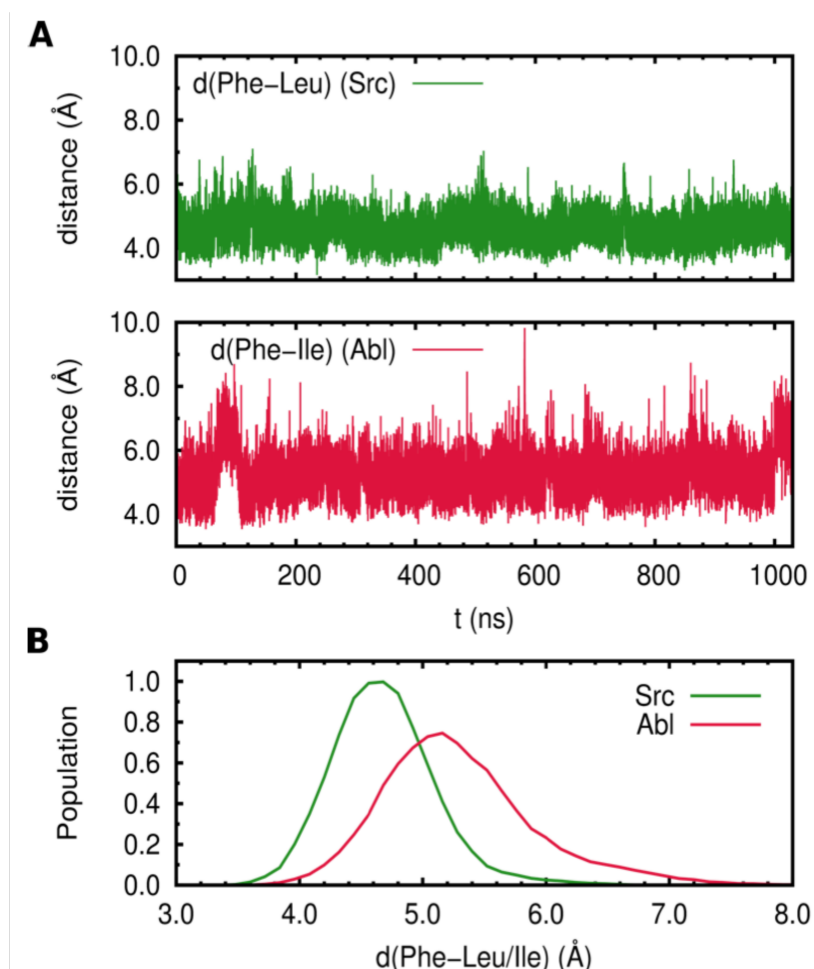 A
10.0
d(Phe–Leu) (Src)
8.0
6.0
4.0
distance (Å)
10.0
d(Phe–Ile) (Abl)
8.0
6.0
4.0
distance (Å)
0 200 400 600 800 1000
t (ns)
B
1.0
0.8
0.6
0.4
0.2
0.0
Population
Src
Abl
3.0 4.0 5.0 6.0 7.0 8.0
d(Phe–Leu/Ile) (Å)